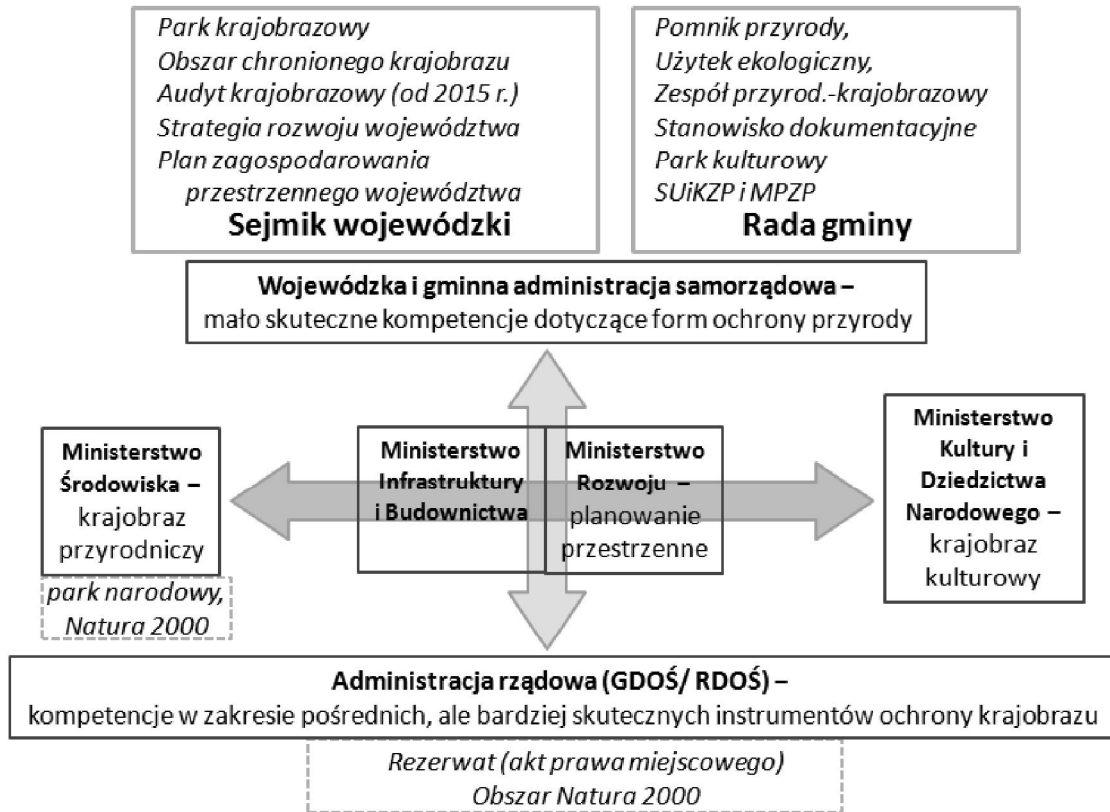 Park krajobrazowy
Obszar chronionego krajobrazu
Audyt krajobrazowy (od 2015 r.)
Strategia rozwoju województwa
Plan zagospodarowania
przestrzennego województwa
Sejmik wojewódzki
Pomnik przyrody,
Użytek ekologiczny,
Zespół przyrod.-krajobrazowy
Stanowisko dokumentacyjne
Park kulturowy
SUiKZP i MPZP
Rada gminy
Wojewódzka i gminna administracja samorządowa –
mało skuteczne kompetencje dotyczące form ochrony przyrody
Ministerstwo
Środowiska –
krajobraz
przyrodniczy
park narodowy,
Natura 2000
Ministerstwo
Infrastruktury
i Budownictwa
Ministerstwo
Rozwoju –
planowanie
przestrzenne
Ministerstwo
Kultury i
Dziedzictwa
Narodowego –
krajobraz
kulturowy
Administracja rządowa (GDOŚ/ RDOŚ) –
kompetencje w zakresie pośrednich, ale bardziej skutecznych instrumentów ochrony krajobrazu
Rezerwat (akt prawa miejscowego)
Obszar Natura 2000